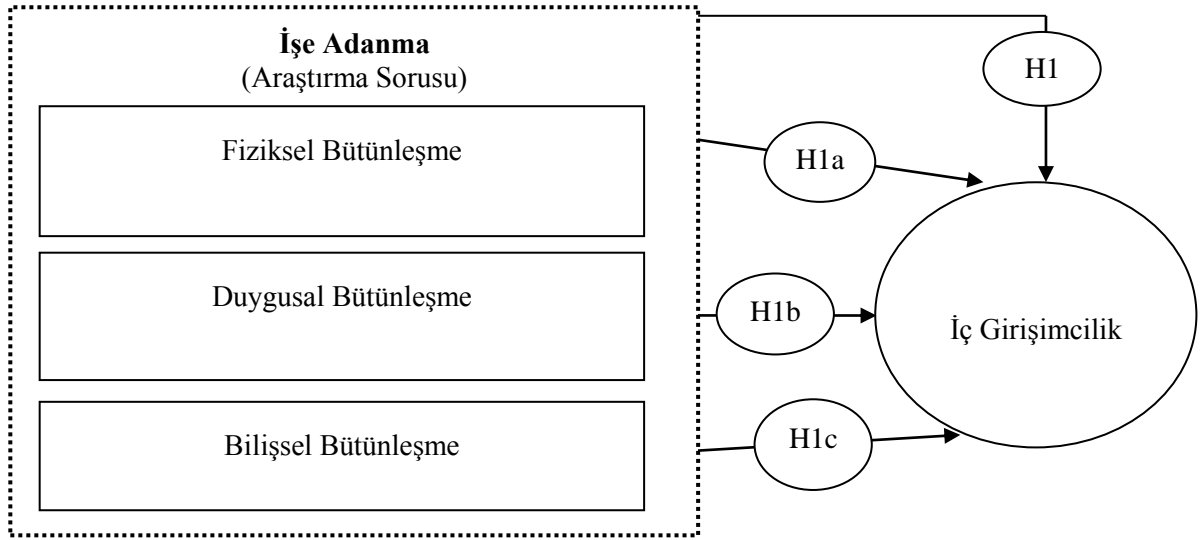 İşe Adanma
(Araştırma Sorusu)
Fiziksel Bütünleşme
Duygusal Bütünleşme
Bilişsel Bütünleşme
H1
H1a
H1b
H1c
İç Girişimcilik